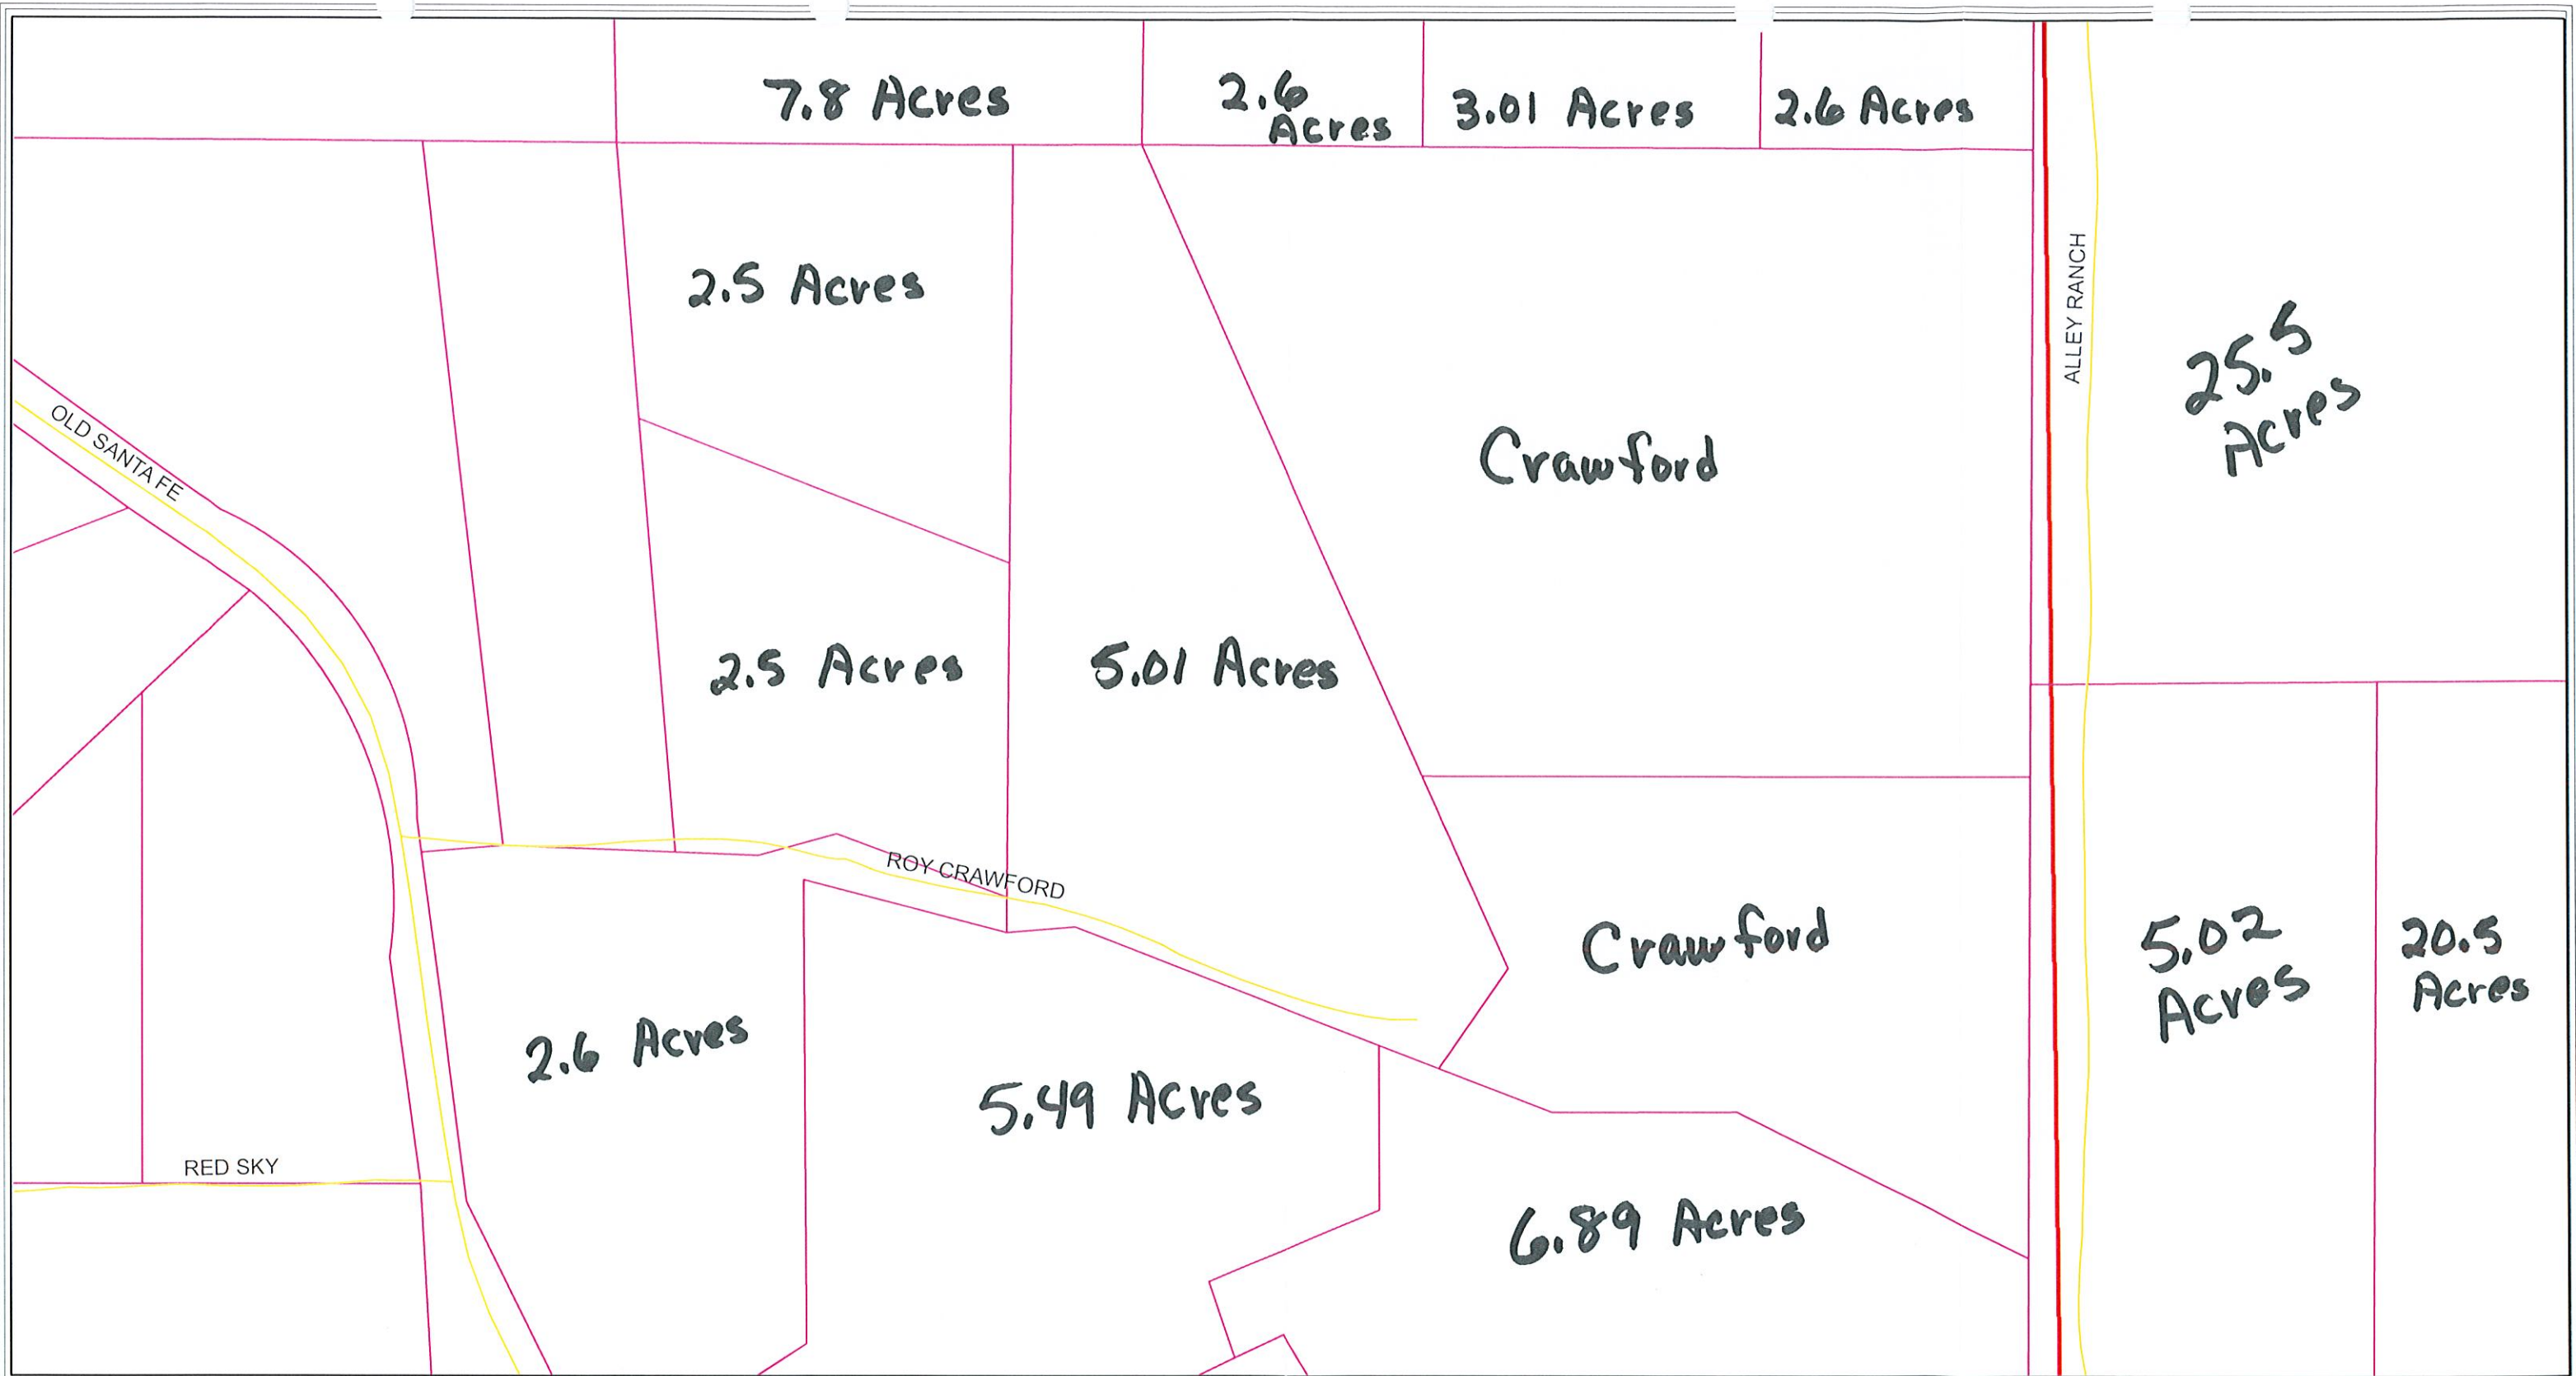 7.8 Acres
2.6
Acres
3.01 Acres
2.6 Acres
2.5 Acres
ALLEY RANCH
25.5
Acres
OLD SANTA FE
Crawford
2.5 Acres
5.01 Acres
ROY CRAWFORD
Crawford
5.02
Acres
20.5
Acres
2.6 Acres
5.49 Acres
RED SKY
6.89 Acres